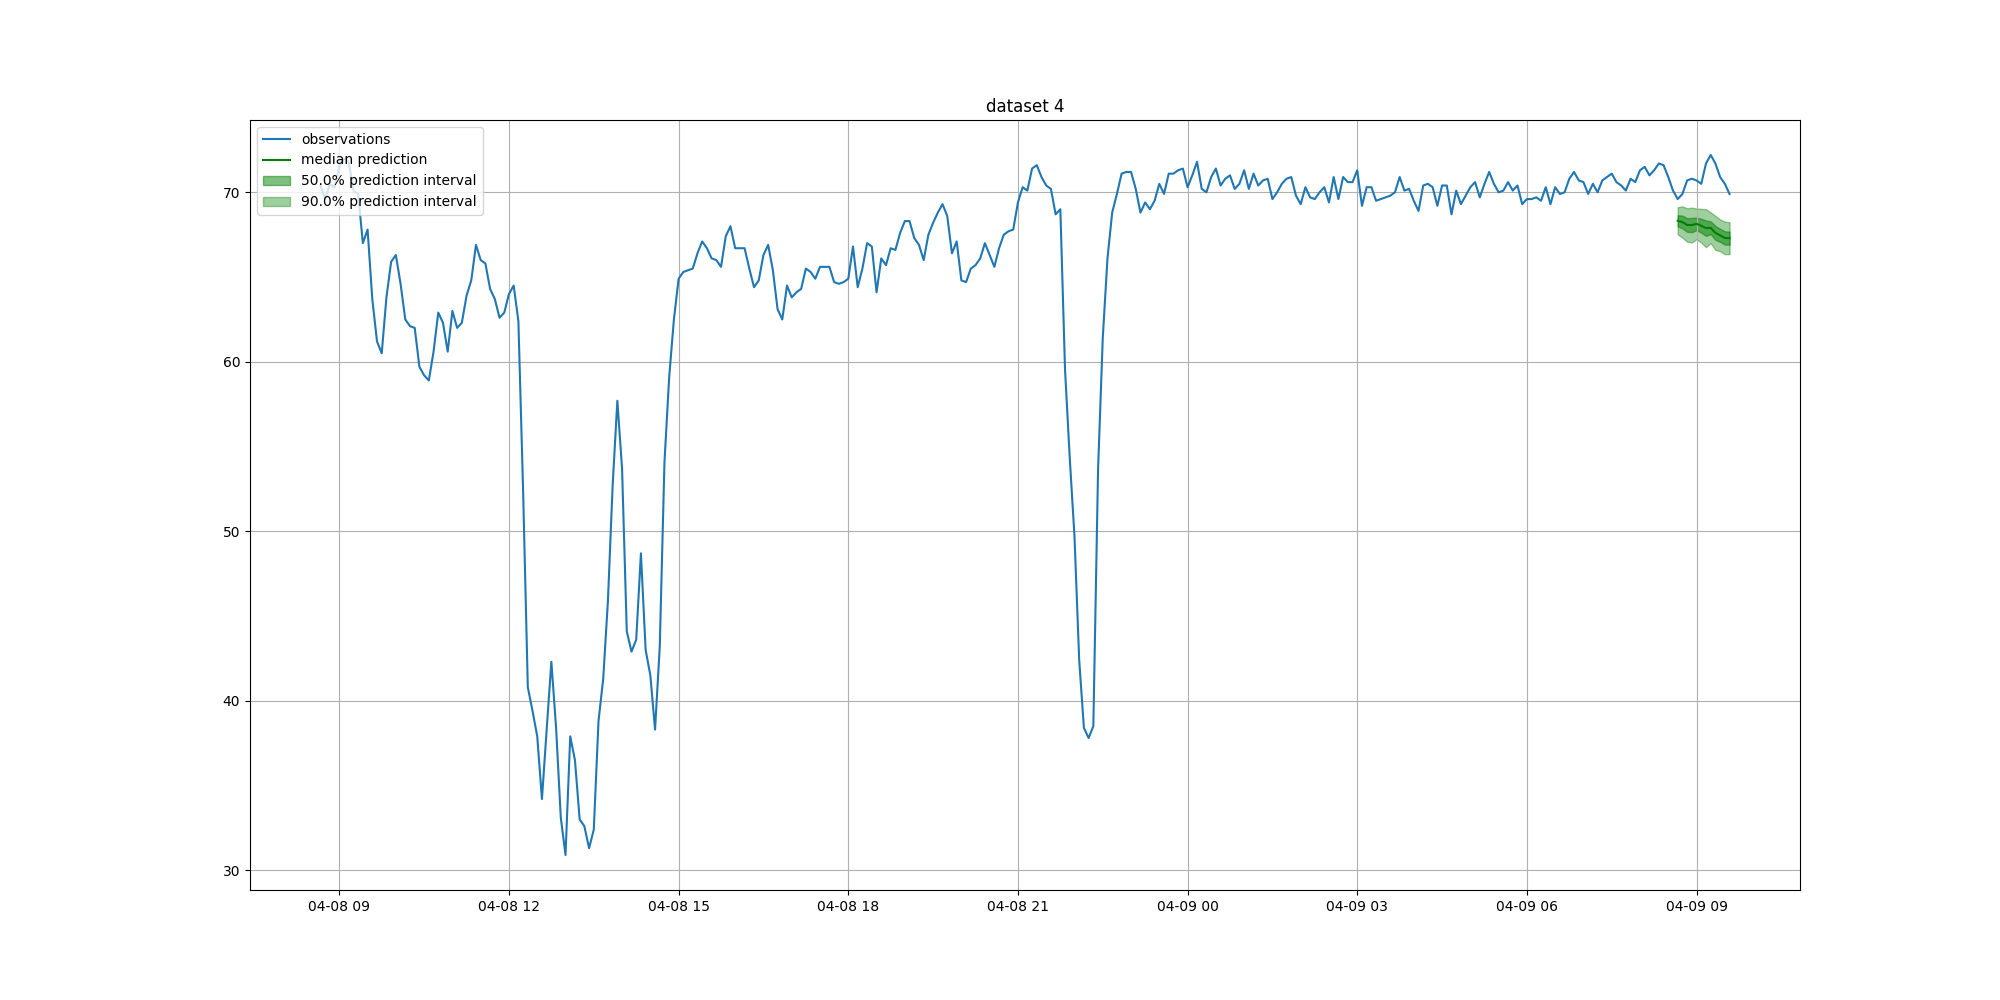 dataset 4
observations
median prediction
50.0% prediction interval
90.0% prediction interval
70
60
50
40
30
04-08 09
04-08 12
04-08 15
04-08 18
04-08 21
04-09 00
04-09 03
04-09 06
04-09 09